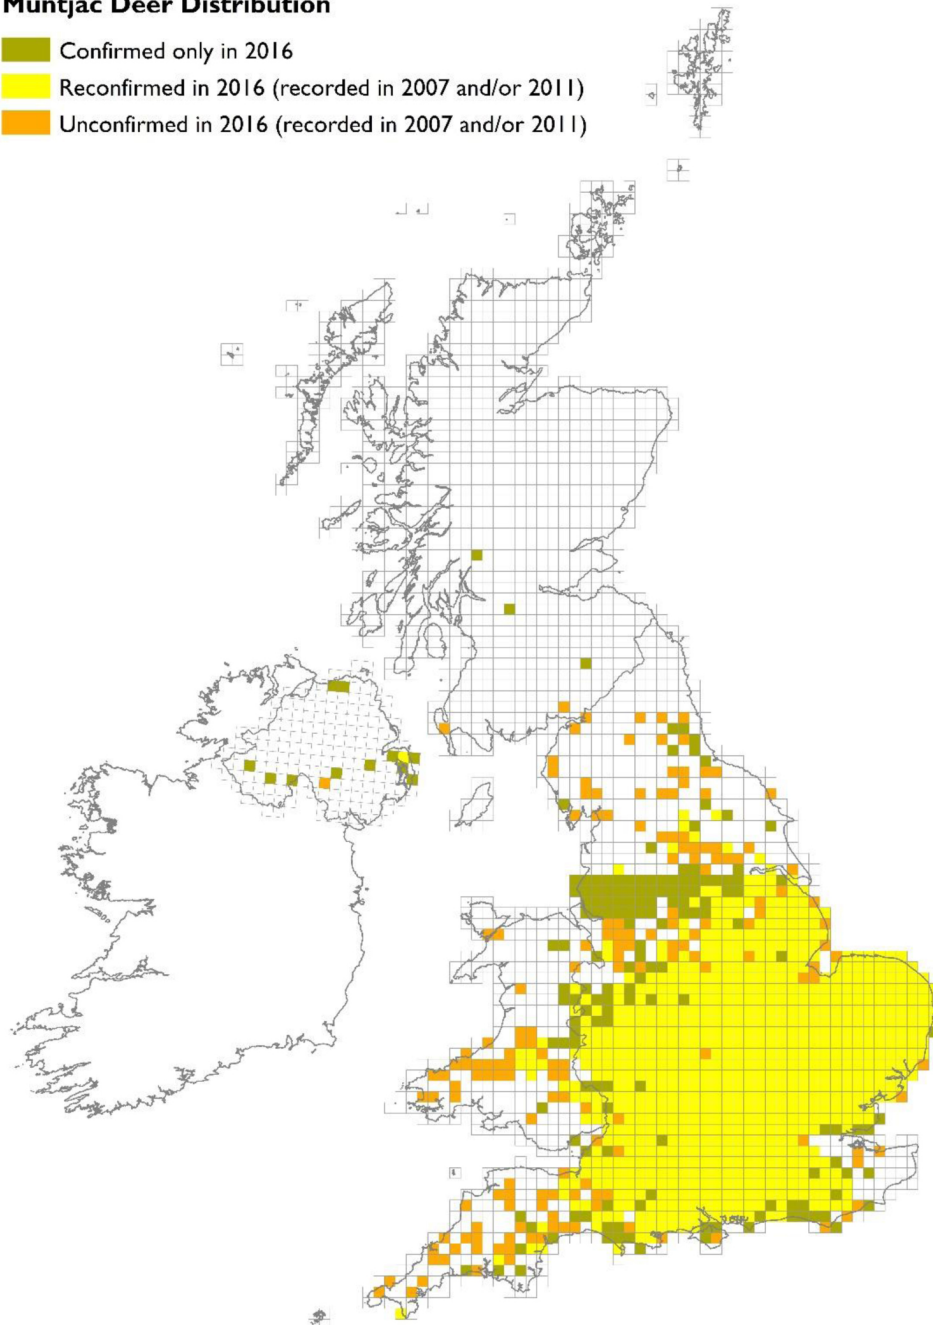 Muntjac Deer Distribution
Confirmed only in 2016
Reconfirmed in 2016 (recorded in 2007 and/or 2011)
Unconfirmed in 2016 (recorded in 2007 and/or 2011)